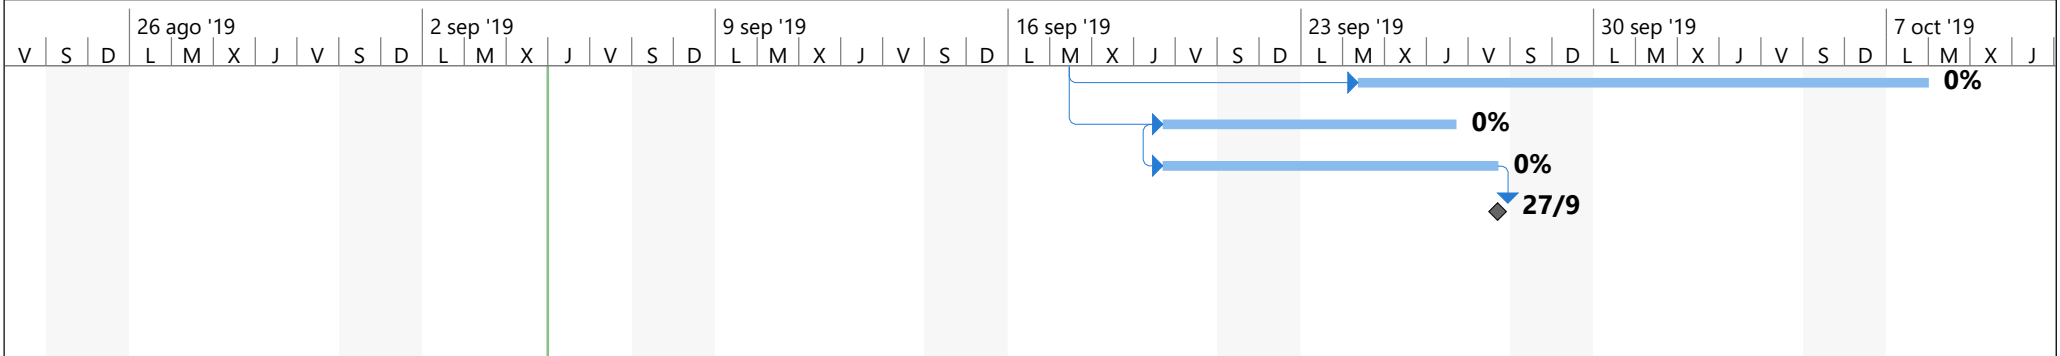 26 ago '19 2 sep '19 9 sep '19 16 sep '19 23 sep '19 30 sep '19 7 oct '19
V S D L M X J V S D L M X J V S D L M X J V S D L M X J V S D L M X J V S D L M X J V S D L M X J
0%
0%
0%
27/9